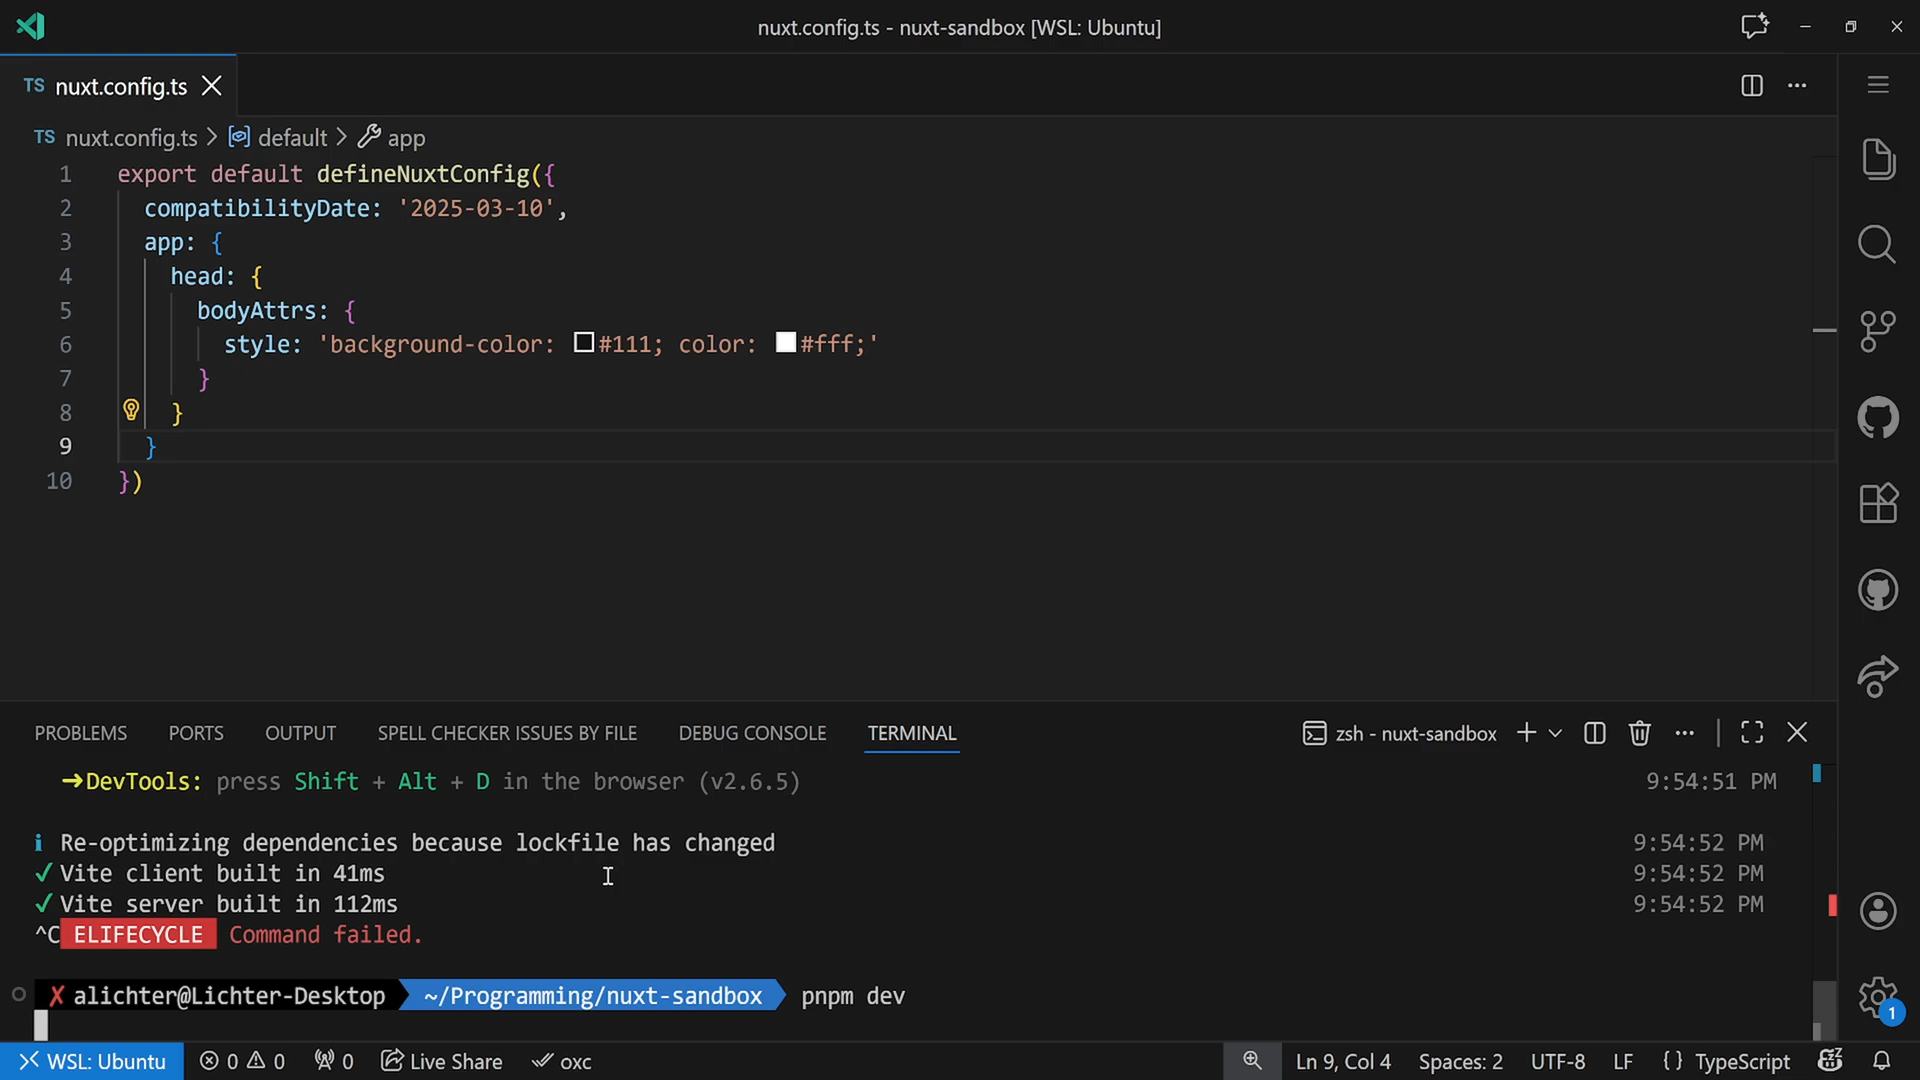 nuxt.config.ts - nuxt-sandbox [WSL: Ubuntu]
TS nuxt.config.ts
TS nuxt.config.ts > default > app
1 export default defineNuxtConfig({
2 compatibilityDate: '2025-03-10',
3 app: {
4 head: {
5 bodyAttrs: {
6 style: 'background-color: #111; color: #fff;'
7 }
8 }
9 }
10 })
PROBLEMS PORTS OUTPUT SPELL CHECKER ISSUES BY FILE DEBUG CONSOLE TERMINAL zsh - nuxt-sandbox
➜DevTools: press Shift + Alt + D in the browser (v2.6.5) 9:54:51 PM
i Re-optimizing dependencies because lockfile has changed 9:54:52 PM
✓ Vite client built in 41ms 9:54:52 PM
✓ Vite server built in 112ms 9:54:52 PM
^C ELIFECYCLE Command failed.
✗ alichter@Lichter-Desktop ~/Programming/nuxt-sandbox pnpm dev
1
WSL: Ubuntu 0 0 0 Live Share oxc Ln 9, Col 4 Spaces: 2 UTF-8 LF {} TypeScript